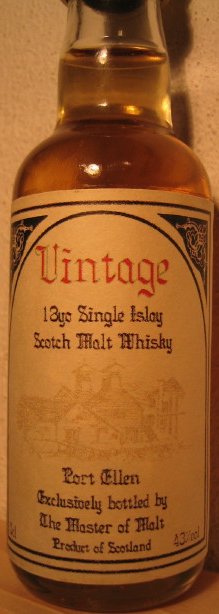 Vintage
13yo Single Islay
Scotch Malt Whisky
Port Ellen
Exclusively bottled by
The Master of Malt
43%vol
Product of Scotland